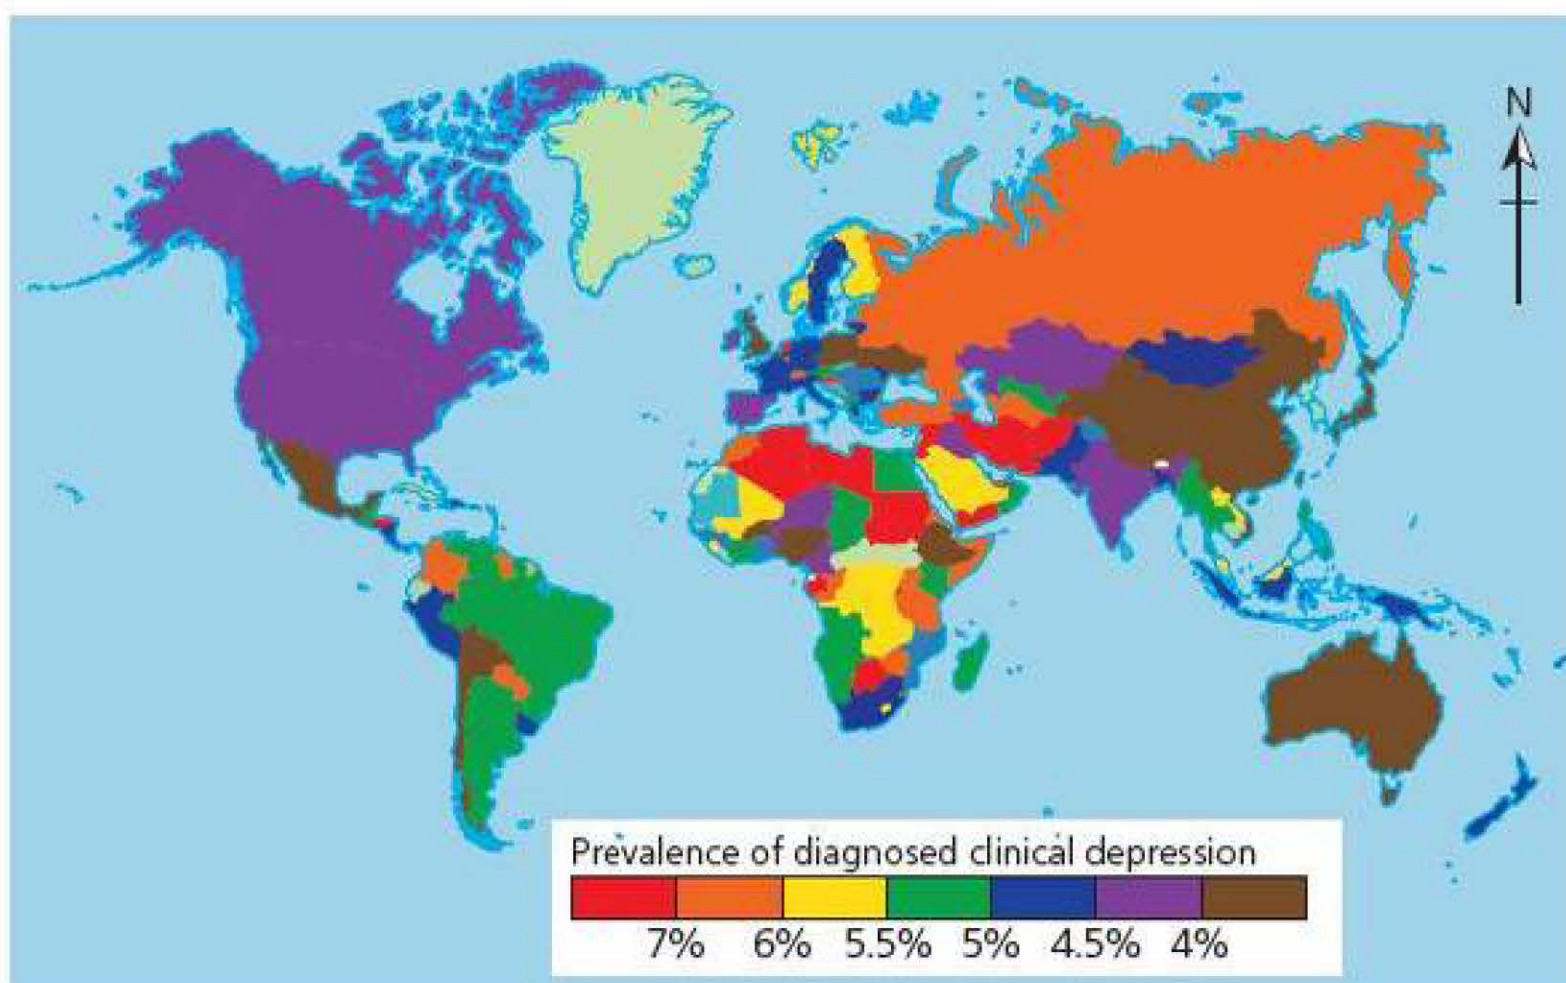 N
Prevalence of diagnosed clinical depression
7% 6% 5.5% 5% 4.5% 4%